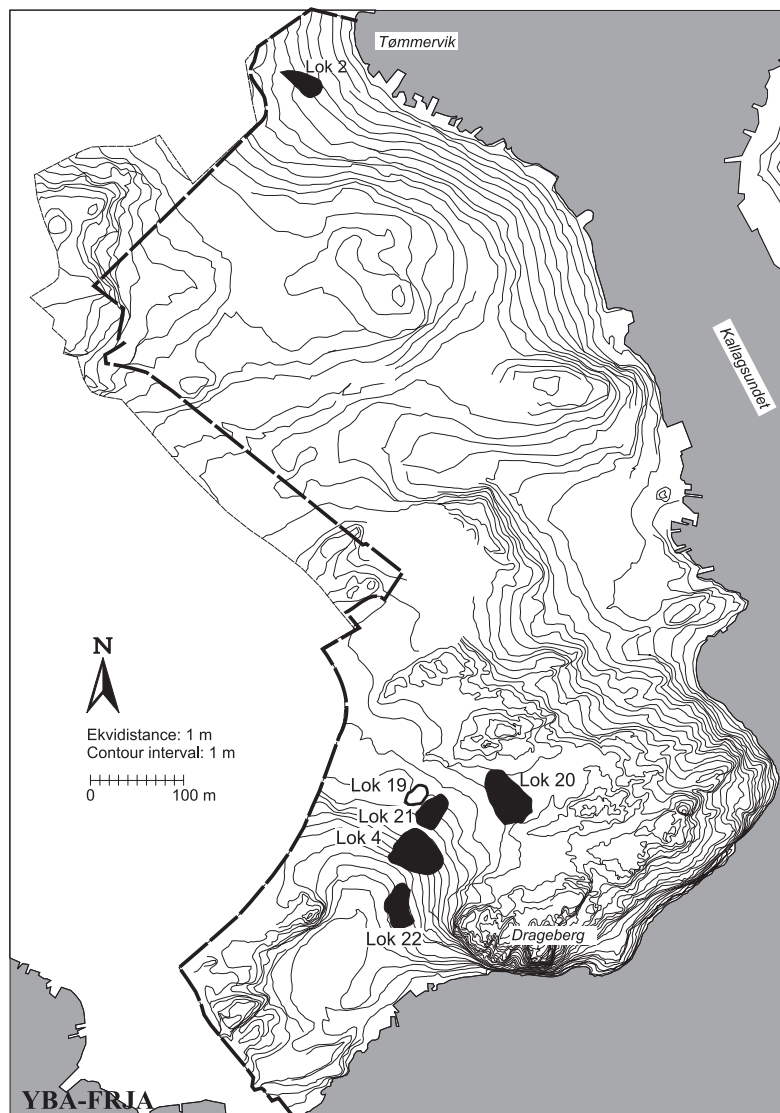 Tømmervik
Lok 2
Kallagsundet
N
Ekvidistance: 1 m
Contour interval: 1 m
0 100 m
Lok 19
Lok 20
Lok 21
Lok 4
Lok 22
Drageberg
YBA-FRJA